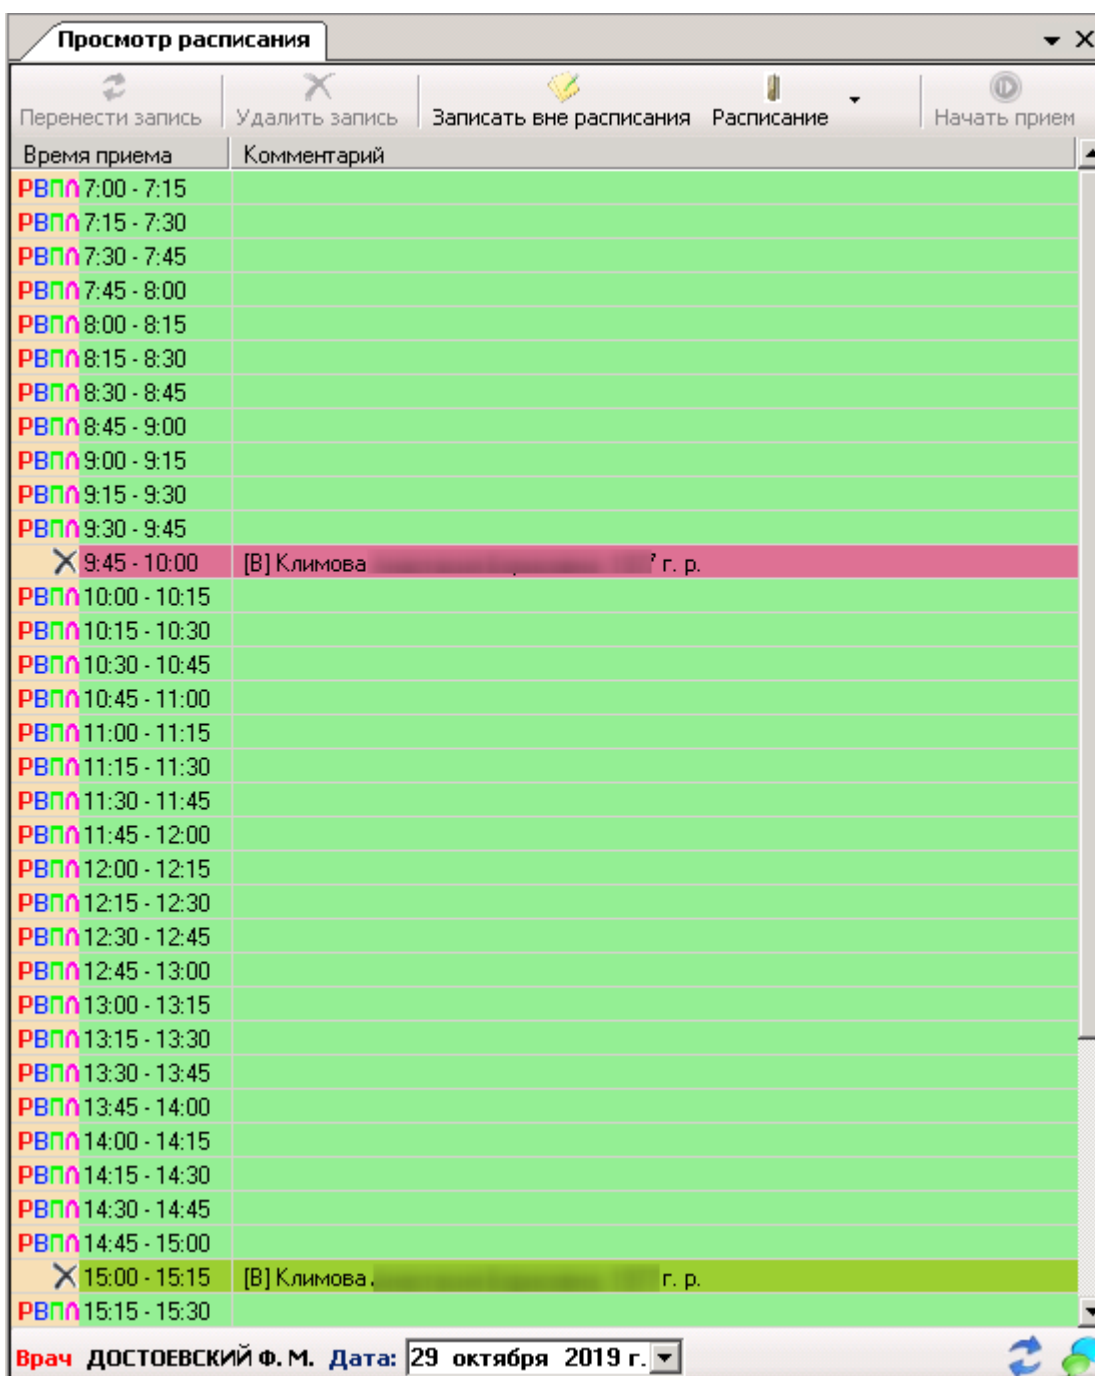 Просмотр расписания
Перенести запись Удалить запись Записать вне расписания Расписание Начать прием
Время приема Комментарий
РВПЛ 7:00 - 7:15
РВПЛ 7:15 - 7:30
РВПЛ 7:30 - 7:45
РВПЛ 7:45 - 8:00
РВПЛ 8:00 - 8:15
РВПЛ 8:15 - 8:30
РВПЛ 8:30 - 8:45
РВПЛ 8:45 - 9:00
РВПЛ 9:00 - 9:15
РВПЛ 9:15 - 9:30
РВПЛ 9:30 - 9:45
9:45 - 10:00 [В] Климова г. р.
РВПЛ 10:00 - 10:15
РВПЛ 10:15 - 10:30
РВПЛ 10:30 - 10:45
РВПЛ 10:45 - 11:00
РВПЛ 11:00 - 11:15
РВПЛ 11:15 - 11:30
РВПЛ 11:30 - 11:45
РВПЛ 11:45 - 12:00
РВПЛ 12:00 - 12:15
РВПЛ 12:15 - 12:30
РВПЛ 12:30 - 12:45
РВПЛ 12:45 - 13:00
РВПЛ 13:00 - 13:15
РВПЛ 13:15 - 13:30
РВПЛ 13:30 - 13:45
РВПЛ 13:45 - 14:00
РВПЛ 14:00 - 14:15
РВПЛ 14:15 - 14:30
РВПЛ 14:30 - 14:45
РВПЛ 14:45 - 15:00
15:00 - 15:15 [В] Климова г. р.
РВПЛ 15:15 - 15:30
Врач ДОСТОЕВСКИЙ Ф. М. Дата: 29 октября 2019 г.